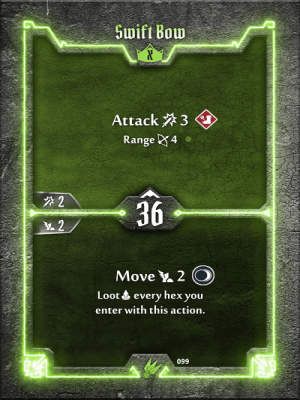 Swift Bow
X
Attack 3
Range 4
2
36
2
Move 2
Loot every hex you
enter with this action.
099